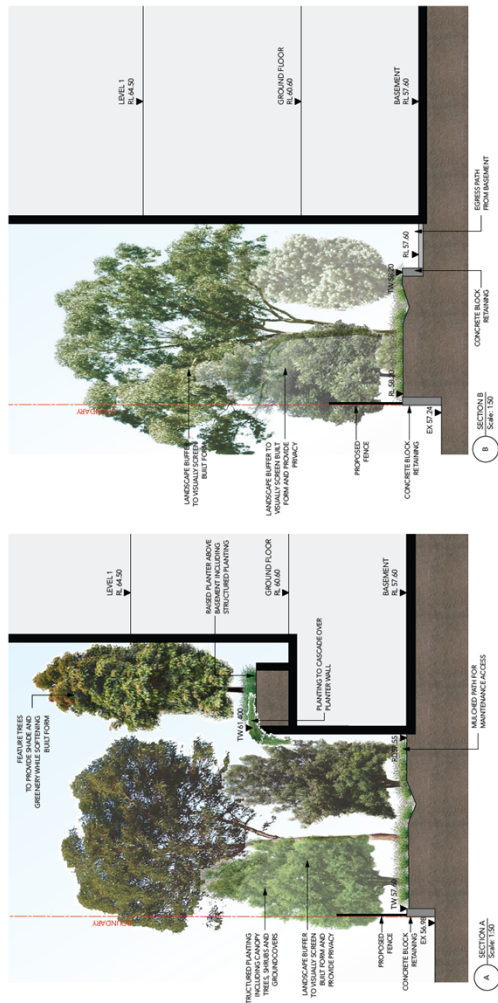 FEATURE TREES
TO PROVIDE SHADE AND
GREENERY WHILE SOFTENING
BUILT FORM
BOUNDARY
TRUCTURED PLANTING
INCLUDING CANOPY
TREES, SHRUBS AND
GROUNDCOVERS
LANDSCAPE BUFFER
TO VISUALLY SCREEN
BUILT FORM AND
PROVIDE PRIVACY
PROPOSED
FENCE
CONCRETE BLOCK
RETAINING
EX 56.98
TW 61.400
RAISED PLANTER ABOVE
BASEMENT INCLUDING
STRUCTURED PLANTING
PLANTING TO CASCADE OVER
PLANTER WALL
MULCHED PATH FOR
MAINTENANCE ACCESS
LEVEL 1
RL 64.50
GROUND FLOOR
RL 60.60
BASEMENT
RL 57.60
A
SECTION A
Scale: 1:50
LANDSCAPE BUFFER
TO VISUALLY SCREEN
BUILT FORM
LANDSCAPE BUFFER TO
VISUALLY SCREEN BUILT
FORM AND PROVIDE
PRIVACY
PROPOSED
FENCE
CONCRETE BLOCK
RETAINING
EX 57.24
RL 57.60
CONCRETE BLOCK
RETAINING
EGRESS PATH
FROM BASEMENT
LEVEL 1
RL 64.50
GROUND FLOOR
RL 60.60
BASEMENT
RL 57.60
B
SECTION B
Scale: 1:50